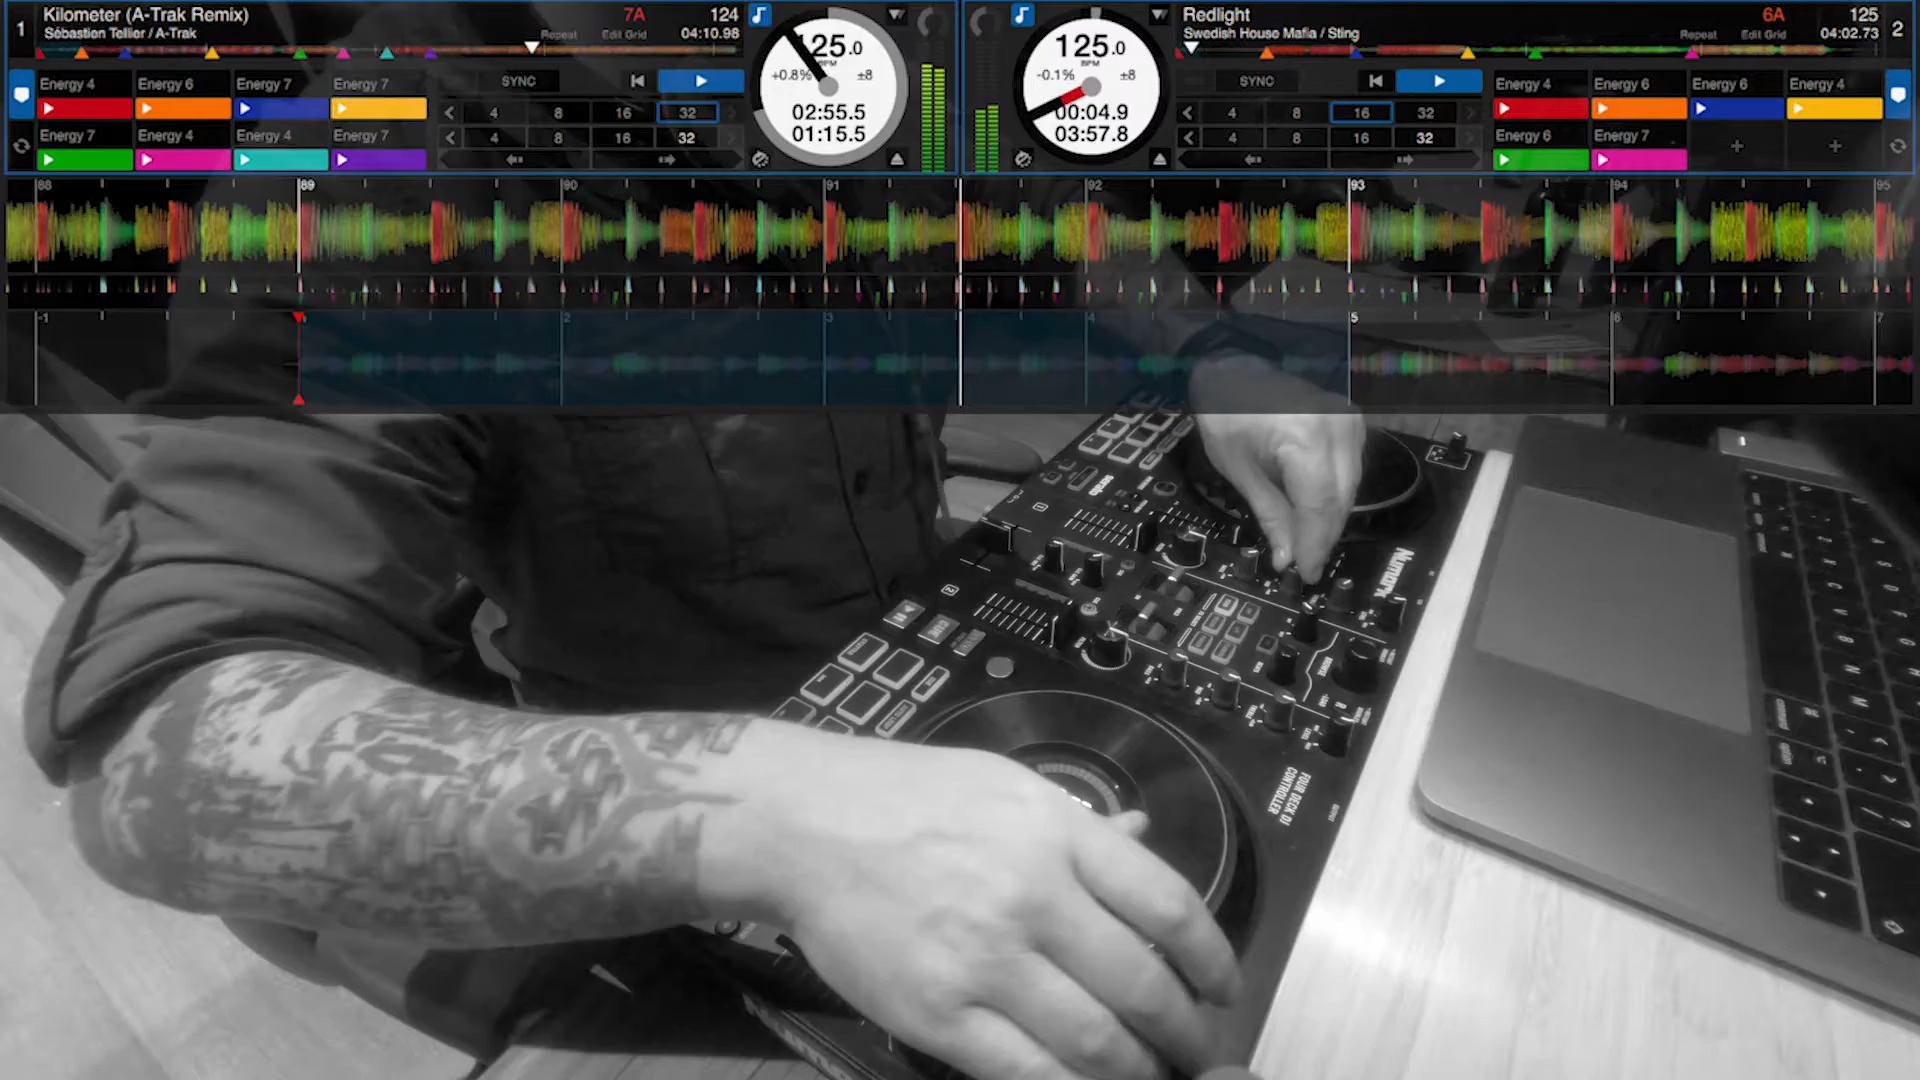 1
Kilometer (A-Trak Remix)
Sébastien Tellier / A-Trak
7A
124
Repeat
Edit Grid
04:10.98
Energy 4
Energy 6
Energy 7
Energy 7
Energy 7
Energy 4
Energy 4
Energy 7
SYNC
4 8 16 32
4 8 16 32
125.0
BPM
+0.8%
±8
02:55.5
01:15.5
125.0
BPM
-0.1%
±8
00:04.9
03:57.8
Redlight
Swedish House Mafia / Sting
6A
125
Repeat
Edit Grid
04:02.73
2
SYNC
4 8 16 32
4 8 16 32
Energy 4
Energy 6
Energy 6
Energy 4
Energy 6
Energy 7
88 89 90 91 92 93 94 95
-1 2 3 4 5 6 7
serato
Numark
CUE
FOUR DECK DJ
CONTROLLER
command
option